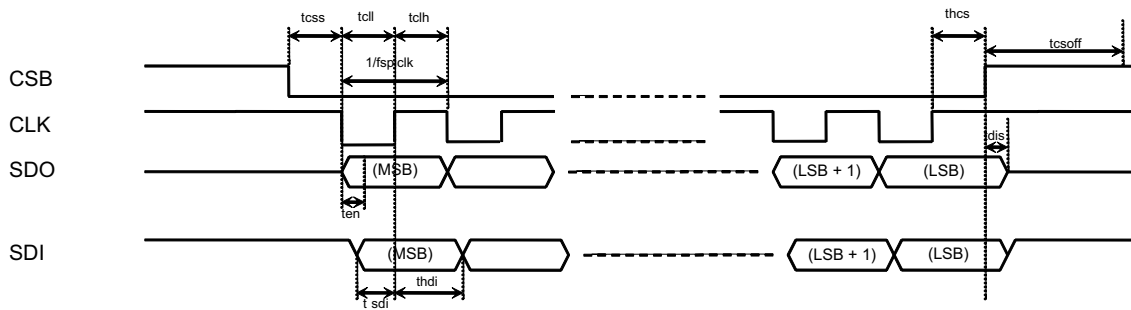 tcss tcll tclh thcs
tcsoff
1/fspiclk
CSB
CLK
dis
SDO (MSB) (LSB + 1) (LSB)
ten
SDI (MSB) (LSB + 1) (LSB)
t sdi thdi